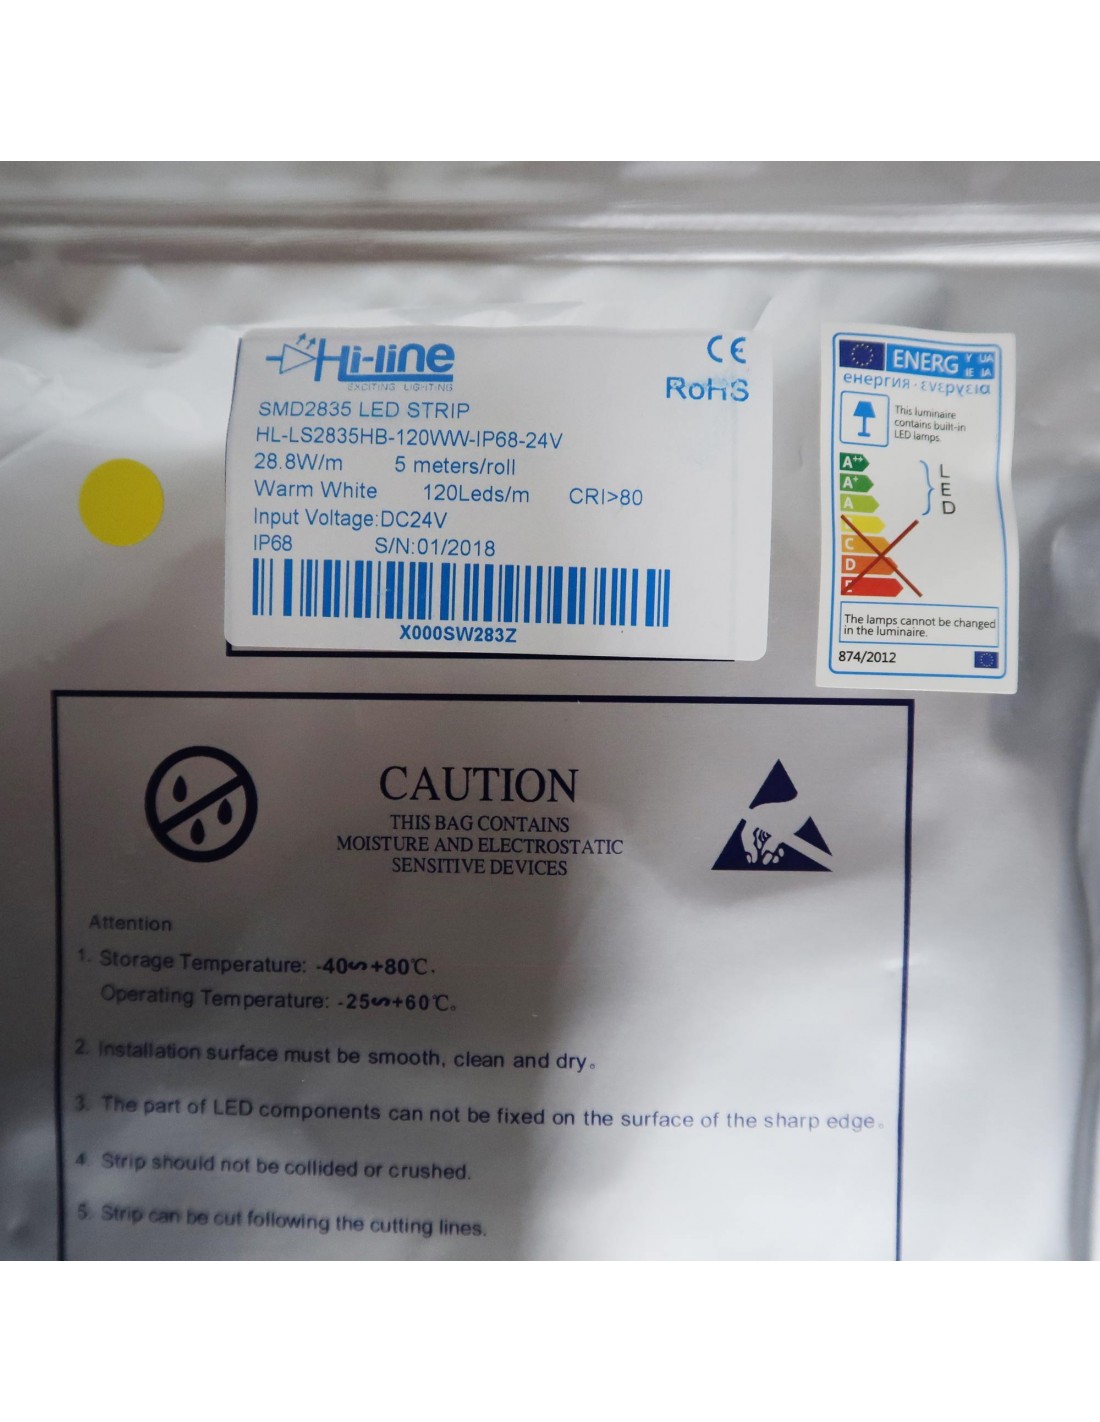 Hi-line
EXCITING LIGHTING
CE
RoHS
SMD2835 LED STRIP
HL-LS2835HB-120WW-IP68-24V
28.8W/m 5 meters/roll
Warm White 120Leds/m CRI>80
Input Voltage:DC24V
IP68 S/N:01/2018
X000SW283Z
ENERG Y UA
IE IA
енергия · ενεργεια
This luminaire
contains built-in
LED lamps.
A++
A+
A
C
D
E
L
E
D
The lamps cannot be changed
in the luminaire.
874/2012
CAUTION
THIS BAG CONTAINS
MOISTURE AND ELECTROSTATIC
SENSITIVE DEVICES
Attention
1. Storage Temperature: -40∽+80℃.
Operating Temperature: -25∽+60℃。
2. Installation surface must be smooth, clean and dry。
3. The part of LED components can not be fixed on the surface of the sharp edge。
4. Strip should not be collided or crushed.
5. Strip can be cut following the cutting lines.